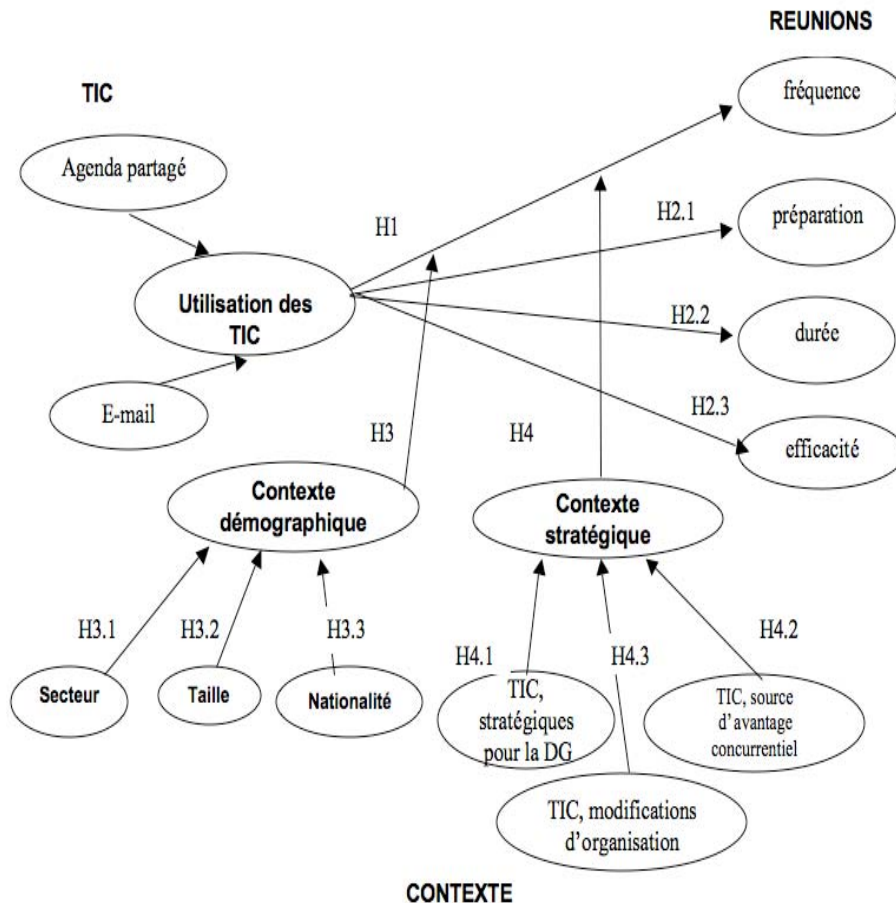 REUNIONS
fréquence
TIC
Agenda partagé
H1
H2.1
préparation
Utilisation des
TIC
H2.2
durée
E-mail
H2.3
H3
H4
efficacité
Contexte
démographique
Contexte
stratégique
H3.1
H3.2
H3.3
H4.1
H4.3
H4.2
Secteur
Taille
Nationalité
TIC,
stratégiques
pour la DG
TIC, source
d'avantage
concurrentiel
TIC, modifications
d'organisation
CONTEXTE